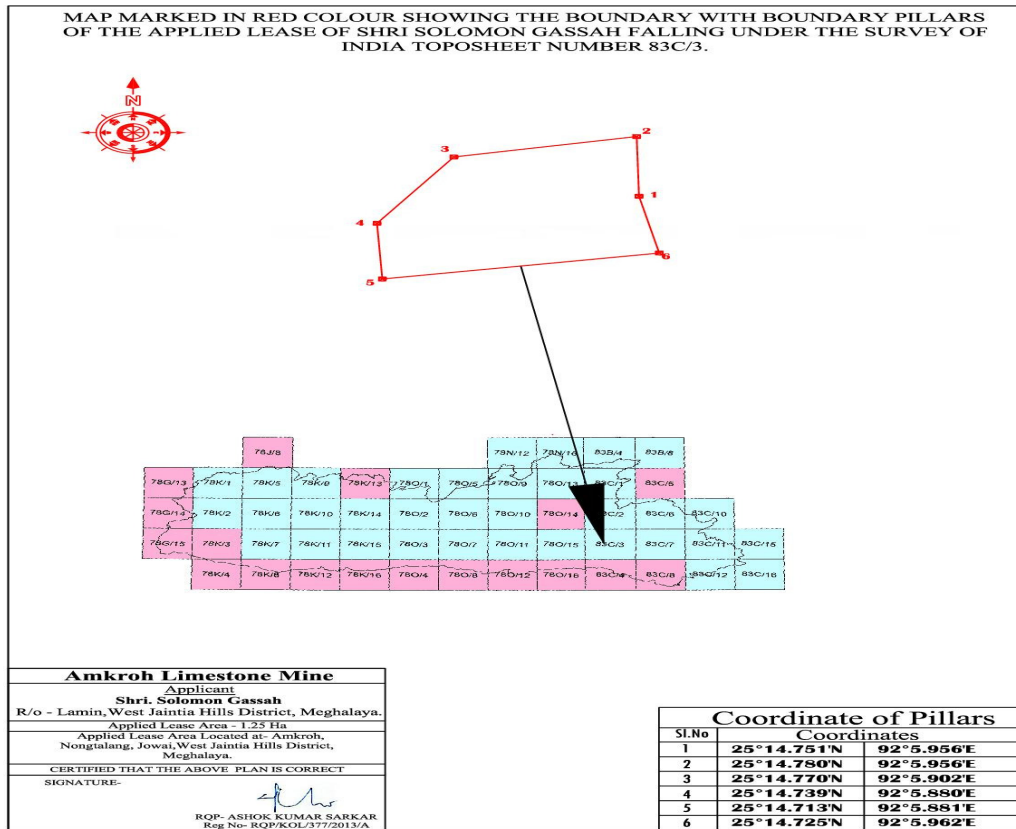 MAP MARKED IN RED COLOUR SHOWING THE BOUNDARY WITH BOUNDARY PILLARS
OF THE APPLIED LEASE OF SHRI SOLOMON GASSAH FALLING UNDER THE SURVEY OF
INDIA TOPOSHEET NUMBER 83C/3.
N
2
3
1
4
6
5
78J/8 78N/12 78N/16 83B/4 83B/8
78G/13 78K/1 78K/5 78K/9 78K/13 78O/1 78O/5 78O/9 78O/13 83C/1 83C/5
78G/14 78K/2 78K/6 78K/10 78K/14 78O/2 78O/6 78O/10 78O/14 83C/2 83C/6 83C/10
78G/15 78K/3 78K/7 78K/11 78K/15 78O/3 78O/7 78O/11 78O/15 83C/3 83C/7 83C/11 83C/15
78K/4 78K/8 78K/12 78K/16 78O/4 78O/8 78O/12 78O/16 83C/4 83C/8 83C/12 83C/16
Amkroh Limestone Mine
Applicant
Shri. Solomon Gassah
R/o - Lamin,West Jaintia Hills District, Meghalaya.
Applied Lease Area - 1.25 Ha
Applied Lease Area Located at- Amkroh,
Nongtalang, Jowai,West Jaintia Hills District,
Meghalaya.
CERTIFIED THAT THE ABOVE PLAN IS CORRECT
SIGNATURE-
RQP- ASHOK KUMAR SARKAR
Reg No- RQP/KOL/377/2013/A
Coordinate of Pillars
SI.No Coordinates
1 25°14.751'N 92°5.956'E
2 25°14.780'N 92°5.956'E
3 25°14.770'N 92°5.902'E
4 25°14.739'N 92°5.880'E
5 25°14.713'N 92°5.881'E
6 25°14.725'N 92°5.962'E